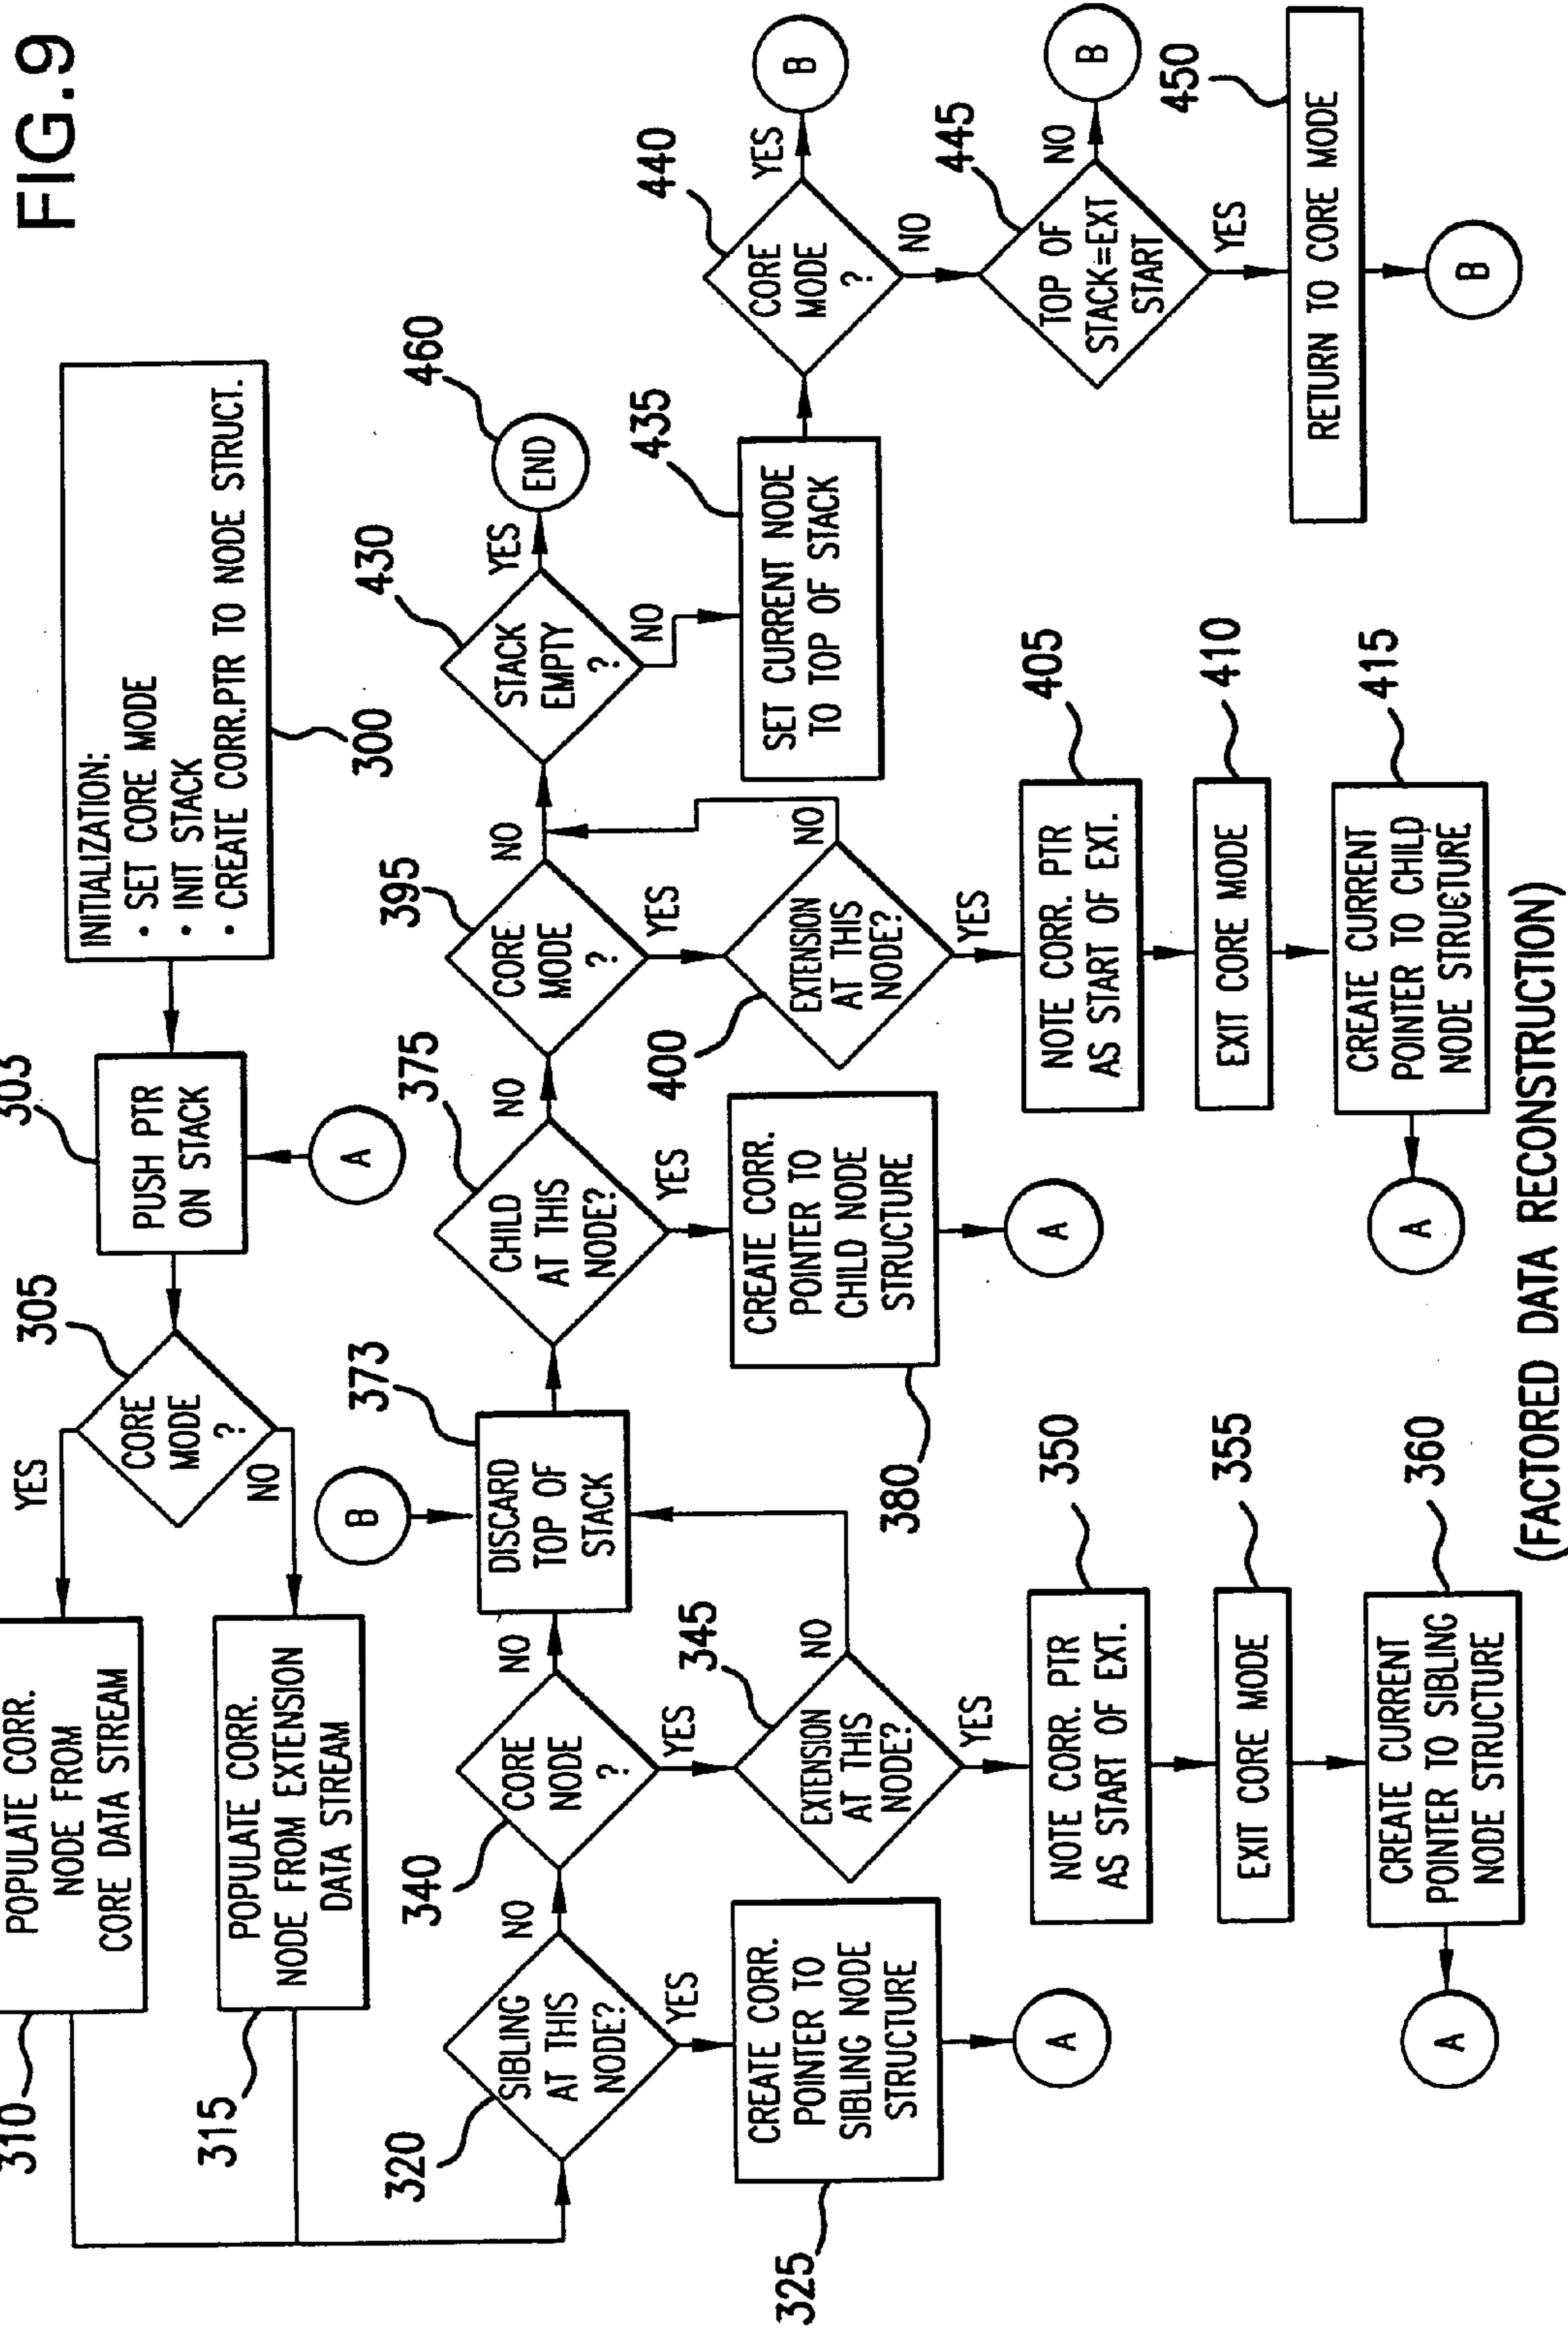 FIG.9
INITIALIZATION:
• SET CORE MODE
• INIT STACK
• CREATE CORR.PTR TO NODE STRUCT.
300
303
PUSH PTR
ON STACK
A
305
CORE
MODE
?
YES
NO
310
POPULATE CORR.
NODE FROM
CORE DATA STREAM
315
POPULATE CORR.
NODE FROM EXTENSION
DATA STREAM
320
SIBLING
AT THIS
NODE?
NO
YES
325
CREATE CORR.
POINTER TO
SIBLING NODE
STRUCTURE
A
340
CORE
NODE
?
NO
YES
345
EXTENSION
AT THIS
NODE?
NO
YES
350
NOTE CORR. PTR
AS START OF EXT.
355
EXIT CORE MODE
360
CREATE CURRENT
POINTER TO SIBLING
NODE STRUCTURE
A
B
373
DISCARD
TOP OF
STACK
375
CHILD
AT THIS
NODE?
NO
YES
380
CREATE CORR.
POINTER TO
CHILD NODE
STRUCTURE
A
395
CORE
MODE
?
NO
YES
400
EXTENSION
AT THIS
NODE?
NO
YES
405
NOTE CORR. PTR
AS START OF EXT.
410
EXIT CORE MODE
415
CREATE CURRENT
POINTER TO CHILD
NODE STRUCTURE
A
430
STACK
EMPTY
?
YES
NO
460
END
435
SET CURRENT NODE
TO TOP OF STACK
440
CORE
MODE
?
YES
B
NO
445
TOP OF
STACK=EXT
START
NO
B
YES
450
RETURN TO CORE MODE
B
(FACTORED DATA RECONSTRUCTION)